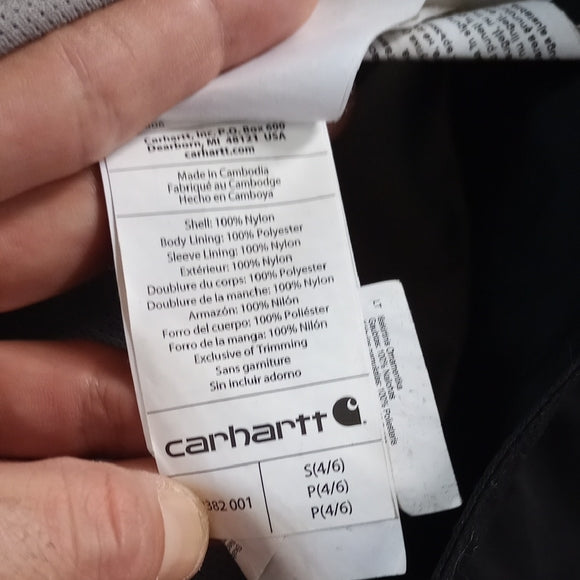 Carhartt, Inc. P.O. Box 600
Dearborn, MI 48121 USA
carhartt.com
Made in Cambodia
Fabriqué au Cambodge
Hecho en Camboya
Shell: 100% Nylon
Body Lining: 100% Polyester
Sleeve Lining: 100% Nylon
Extérieur: 100% Nylon
Doublure du corps: 100% Polyester
Doublure de la manche: 100% Nylon
Armazón: 100% Nilón
Forro del cuerpo: 100% Poliéster
Forro de la manga: 100% Nilón
Exclusive of Trimming
Sans garniture
Sin incluir adorno
carhartt
382 001
S(4/6)
P(4/6)
P(4/6)
LT
100% Poliesteris